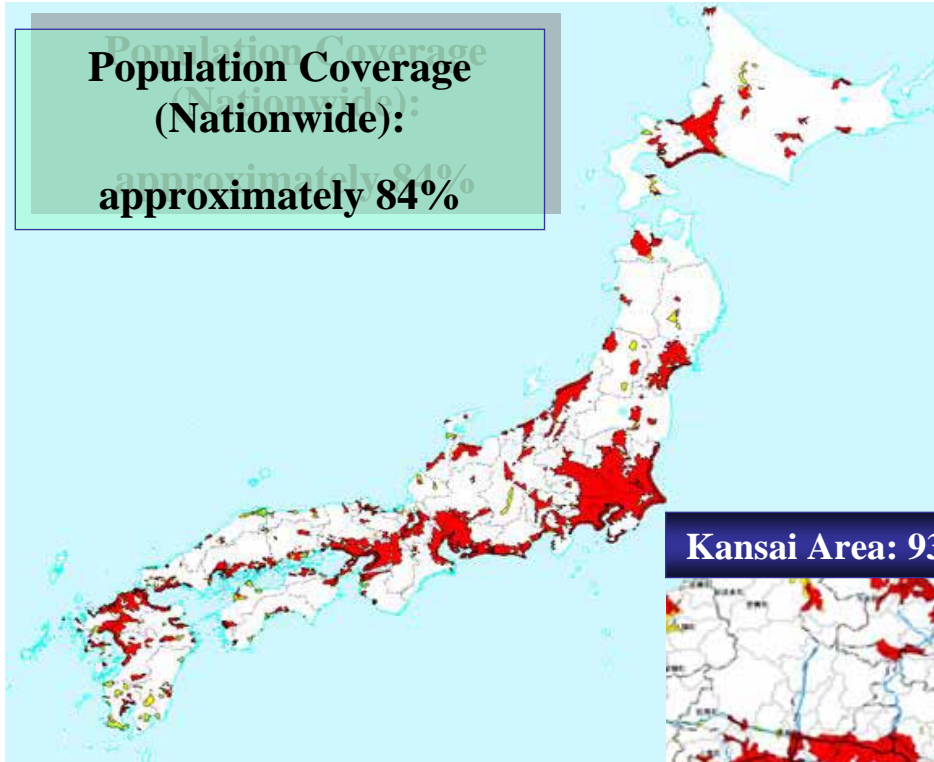 Population Coverage
(Nationwide):
approximately 84%
Kansai Area: 93